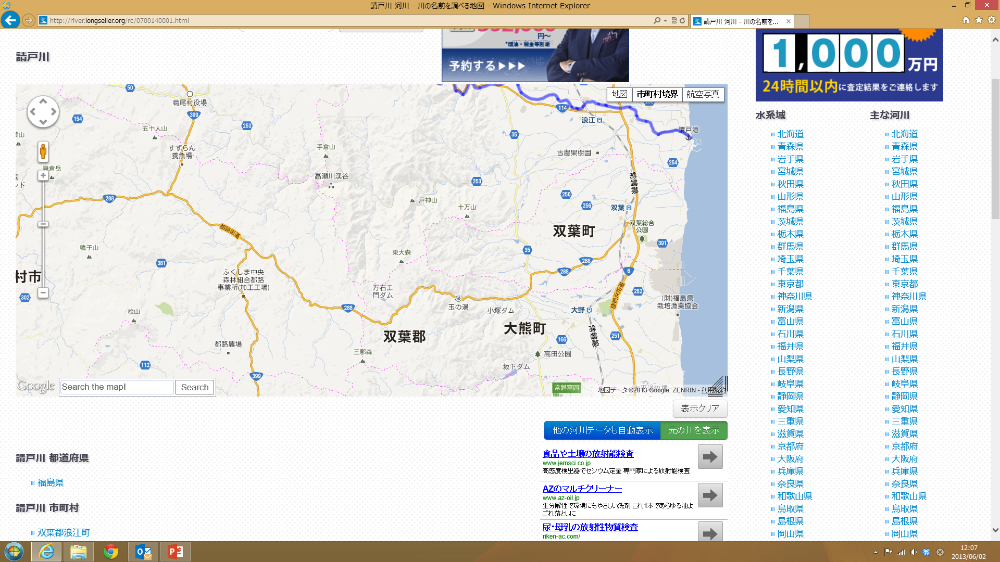 請戸川 河川 - 川の名前を調べる地図 - Windows Internet Explorer
http://river.longseller.org/rc/0700140001.html
請戸川 河川 - 川の名前を...
円～
*燃油・税金等別途
予約する▶▶▶
1,000万円
24時間以内に査定結果をご連絡します
請戸川
地図
市町村境界
航空写真
50
葛尾村役場
399
154
253
五十人山
すずらん
養魚場
鎌倉岳
手倉山
高瀬川渓谷
35
114
浪江
請戸港
古農果樹園
254
253
常磐線
256
256
戸神山
十万山
双葉
双葉総合
公園
双葉町
391
288
都路街道
鳴子山
381
東大森
35
288
288
6
村市
ふくしま中央
森林組合都路
事業所(加工工場)
302
万右エ
門ダム
288
玉の湯
小塚ダム
252
陸前浜街道
(財)福島県
栽培漁業協会
大野
桧山
双葉郡
大熊町
常磐線
251
166
都路農場
三郡森
高田公園
112
399
坂下ダム
常磐富岡
Google
Search the map!
Search
地図データ ©2013 Google, ZENRIN - 利用規約
表示クリア
他の河川データも自動表示
元の川を表示
食品や土壌の放射能検査
www.jemsci.co.jp
高感度検出器でセシウム定量 専門家による放射能検査
AZのマルチクリーナー
www.az-oil.jp
生分解性で環境にもやさしい洗剤 これ1本であらゆる油よ
ごれ落としに
尿・母乳の放射性物質検査
riken-ac.com/
請戸川 都道府県
福島県
請戸川 市町村
双葉郡浪江町
水系域
北海道
青森県
岩手県
宮城県
秋田県
山形県
福島県
茨城県
栃木県
群馬県
埼玉県
千葉県
東京都
神奈川県
新潟県
富山県
石川県
福井県
山梨県
長野県
岐阜県
静岡県
愛知県
三重県
滋賀県
京都府
大阪府
兵庫県
奈良県
和歌山県
鳥取県
島根県
岡山県
主な河川
北海道
青森県
岩手県
宮城県
秋田県
山形県
福島県
茨城県
栃木県
群馬県
埼玉県
千葉県
東京都
神奈川県
新潟県
富山県
石川県
福井県
山梨県
長野県
岐阜県
静岡県
愛知県
三重県
滋賀県
京都府
大阪府
兵庫県
奈良県
和歌山県
鳥取県
島根県
岡山県
12:07
2013/06/02